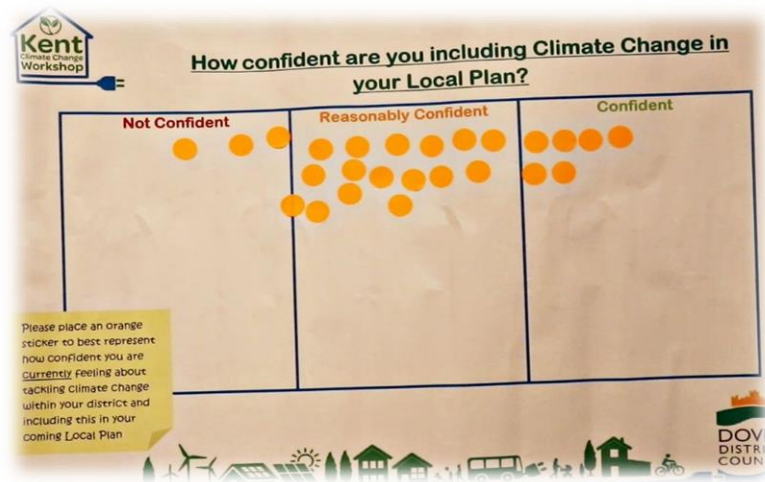 Kent
Climate Change
Workshop
How confident are you including Climate Change in
your Local Plan?
Not Confident
Reasonably Confident
Confident
Please place an orange
sticker to best represent
how confident you are
currently feeling about
tackling climate change
within your district and
including this in your
coming Local Plan
DOV
DISTR
COUN